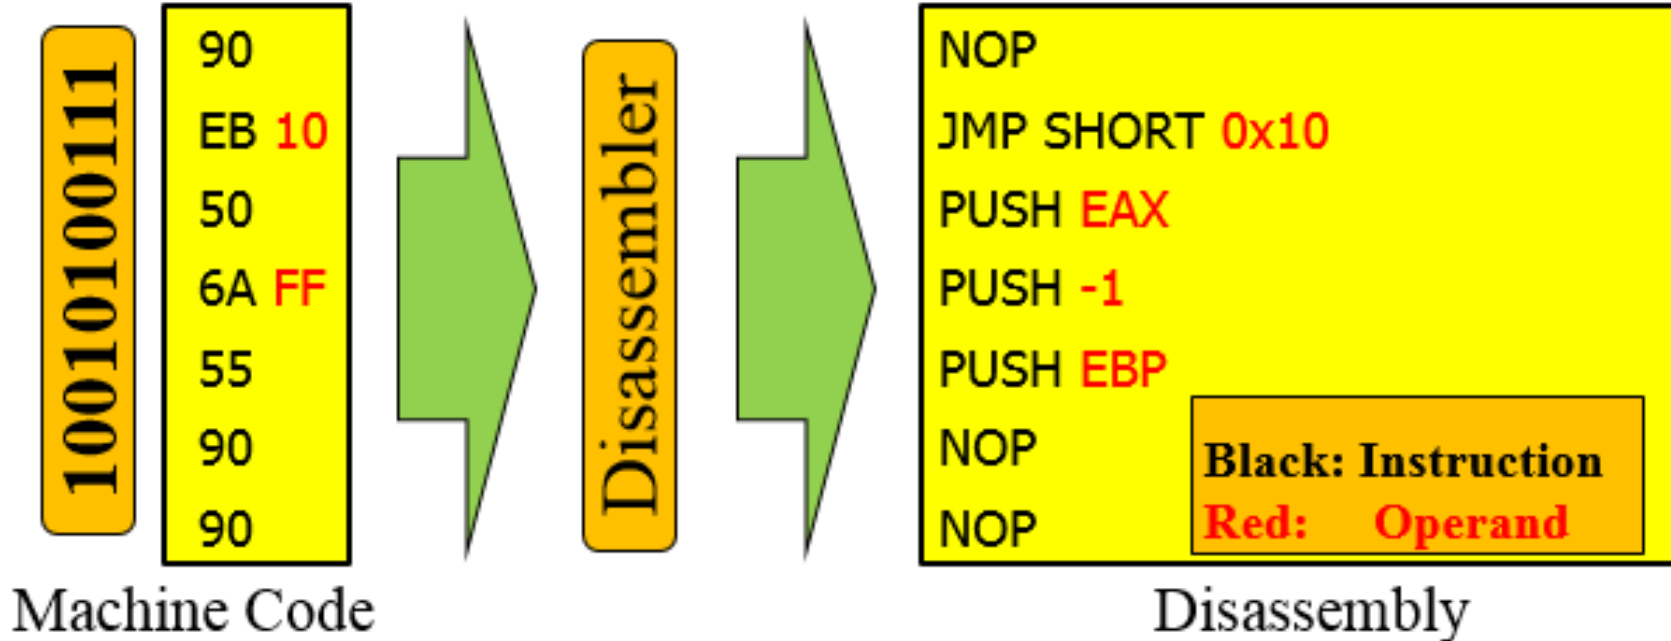 10010100111
90
EB 10
50
6A FF
55
90
90
Machine Code
Disassembler
NOP
JMP SHORT 0x10
PUSH EAX
PUSH -1
PUSH EBP
NOP
NOP
Black: Instruction
Red: Operand
Disassembly